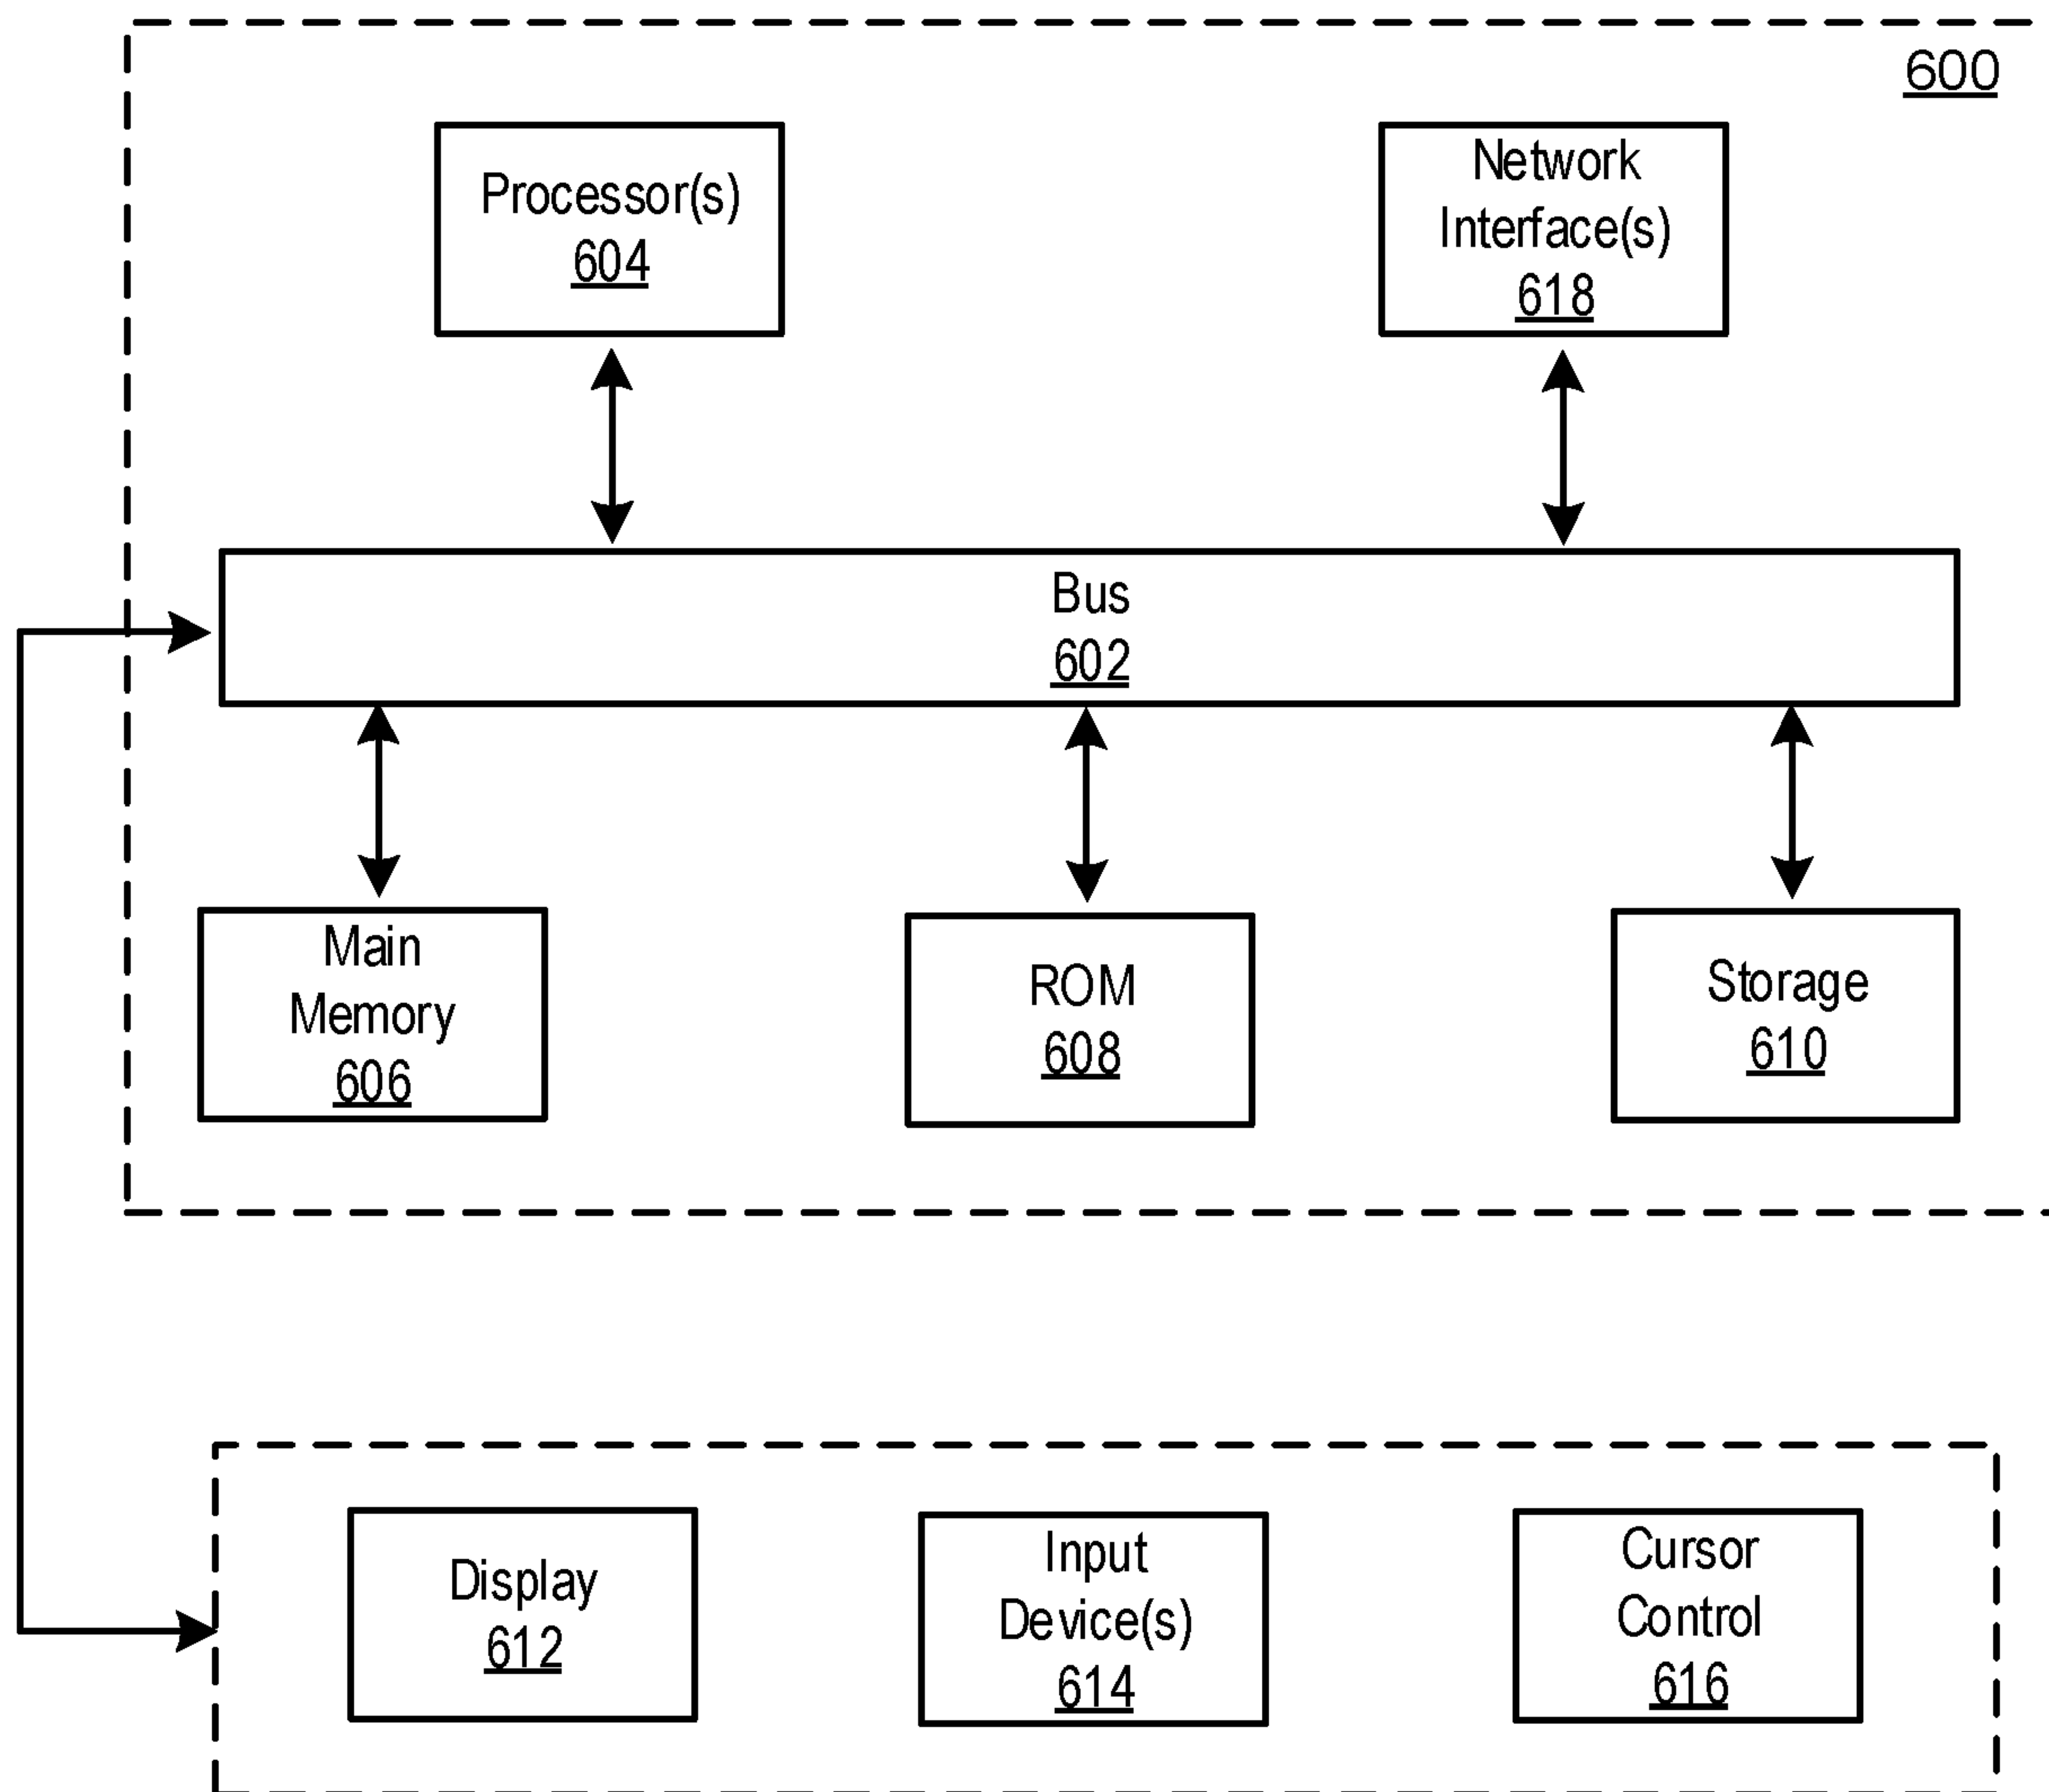 600
Processor(s)
604
Network
Interface(s)
618
Bus
602
Main
Memory
606
ROM
608
Storage
610
Display
612
Input
Device(s)
614
Cursor
Control
616